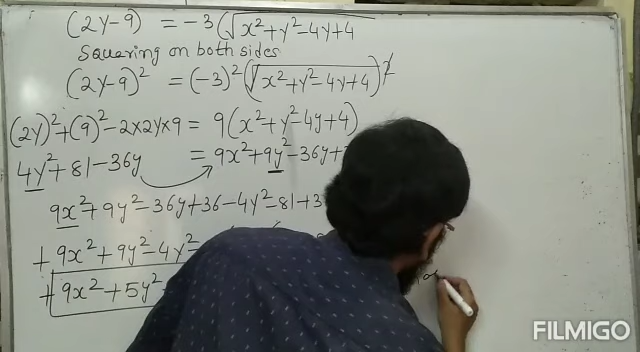 (2y-9) = -3(√x²+y²-4y+4
Squaring on both sides
(2y-9)² = (-3)²(√x²+y²-4y+4)²
(2y)²+(9)²-2×2y×9 = 9(x²+y²-4y+4)
4y²+81-36y = 9x²+9y²-36y+3
9x²+9y²-36y+36-4y²-81+3
+9x²+9y²-4y²-
+9x²+5y²
FILMIGO